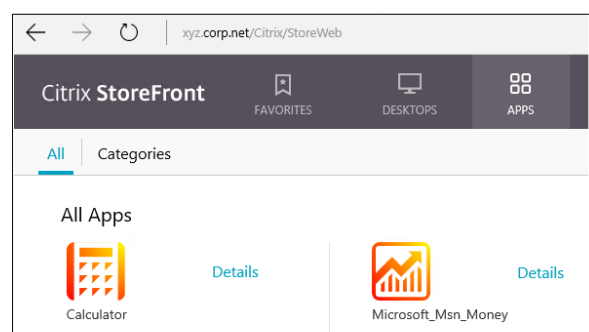 xyz.corp.net/Citrix/StoreWeb
Citrix StoreFront
FAVORITES
DESKTOPS
APPS
All
Categories
All Apps
Details
Details
Calculator
Microsoft_Msn_Money